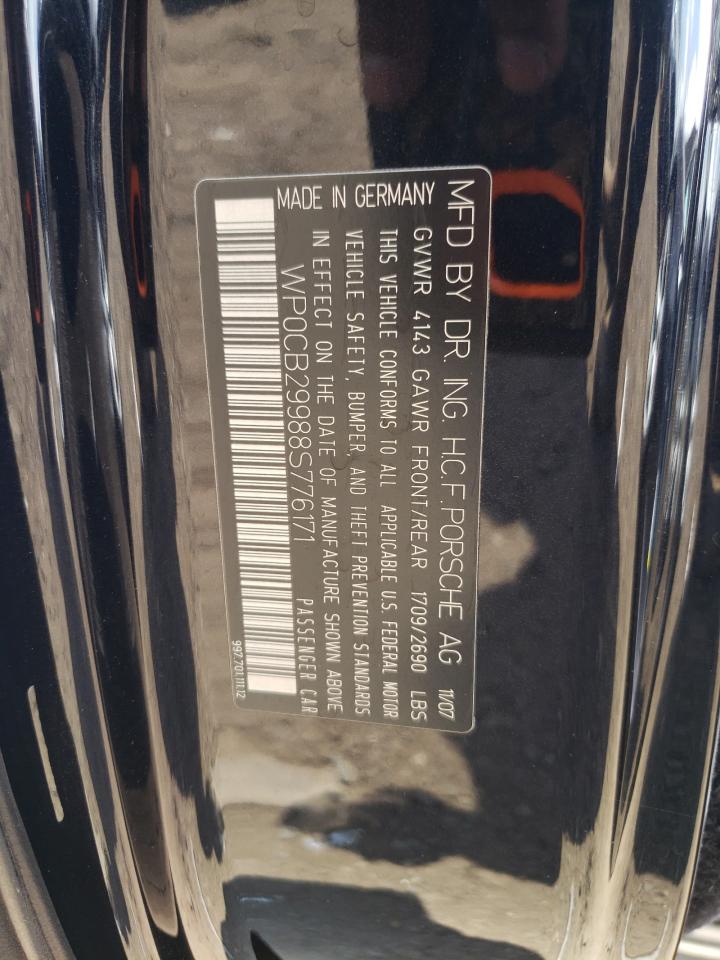 MFD BY DR. ING. H.C.F.PORSCHE AG 11/07
GVWR 4143 GAWR FRONT/REAR 1709/2690 LBS
THIS VEHICLE CONFORMS TO ALL APPLICABLE U.S. FEDERAL MOTOR
VEHICLE SAFETY, BUMPER, AND THEFT PREVENTION STANDARDS
IN EFFECT ON THE DATE OF MANUFACTURE SHOWN ABOVE
MADE IN GERMANY
WP0CB29988S776171 PASSENGER CAR
997.701.111.12